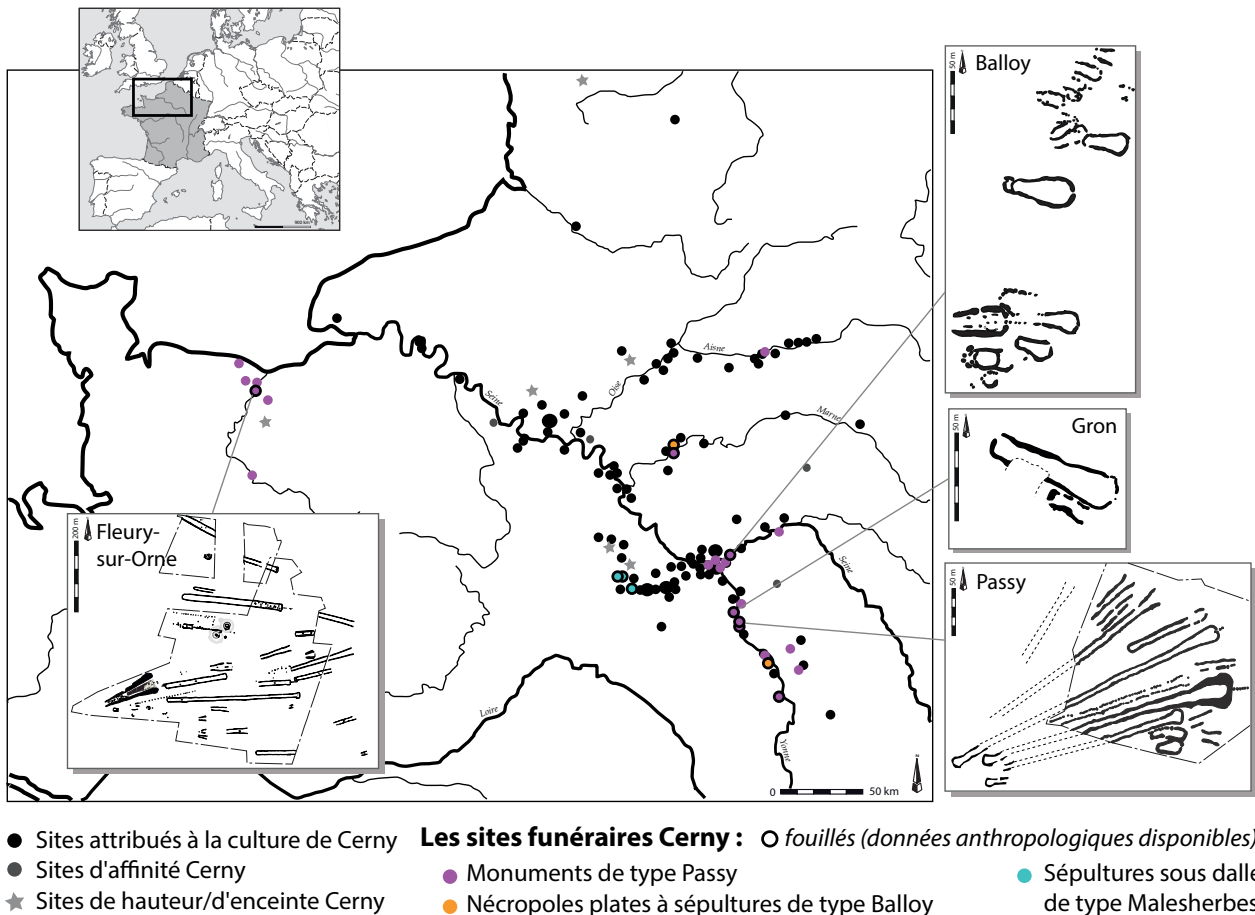 900 km
50 m
Balloy
Aisne
Oise
Seine
Marne
50 m
Gron
200 m
Fleury-
sur-Orne
Seine
50 m
Passy
Loire
Yonne
N
0 50 km
Sites attribués à la culture de Cerny
Les sites funéraires Cerny : fouillés (données anthropologiques disponibles)
Sites d'affinité Cerny
Monuments de type Passy
Sépultures sous dalle
Sites de hauteur/d'enceinte Cerny
Nécropoles plates à sépultures de type Balloy
de type Malesherbes